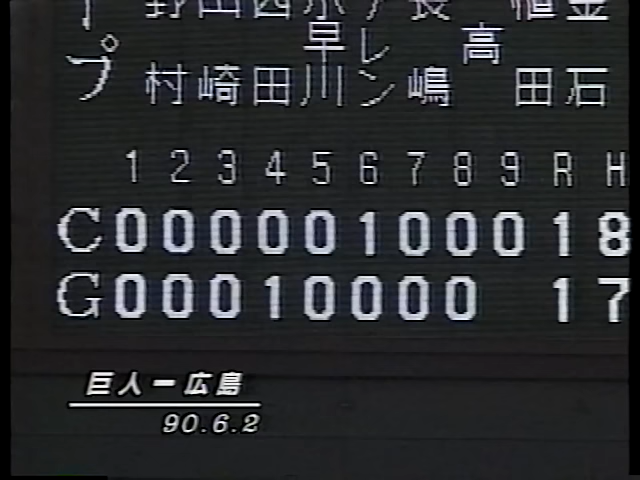 早 レ 高
プ 村 崎 田 川 ン 嶋 田 石
1 2 3 4 5 6 7 8 9 R H
C 0 0 0 0 0 1 0 0 0 1 8
G 0 0 0 1 0 0 0 0 1 7
巨人ー広島
90.6.2